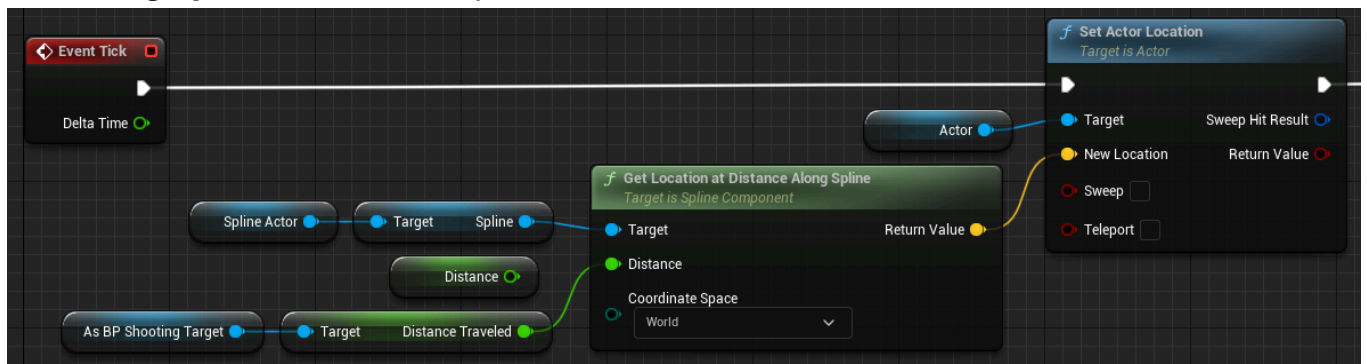 Event Tick
Delta Time
Set Actor Location
Target is Actor
Target
Sweep Hit Result
New Location
Return Value
Sweep
Teleport
Actor
Get Location at Distance Along Spline
Target is Spline Component
Target
Return Value
Distance
Coordinate Space
World
Spline Actor
Target
Spline
Distance
As BP Shooting Target
Target
Distance Traveled